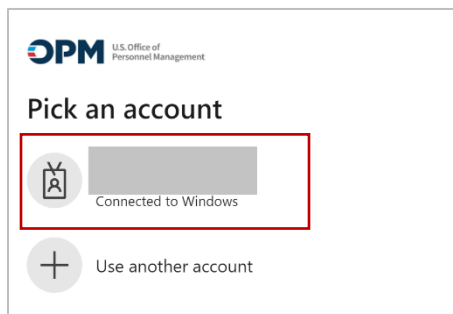 OPM U.S. Office of
Personnel Management
Pick an account
Connected to Windows
Use another account